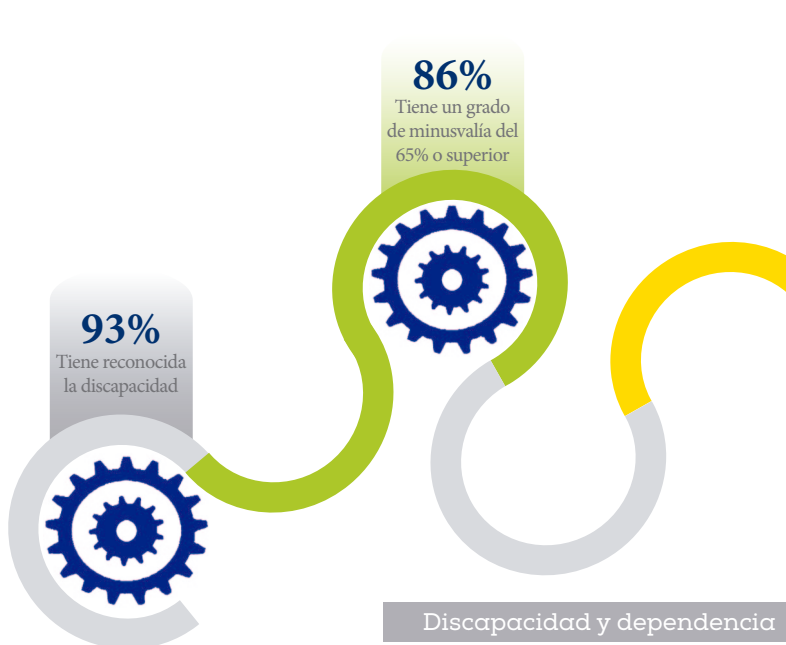 86%
Tiene un grado
de minusvalía del
65% o superior
93%
Tiene reconocida
la discapacidad
Discapacidad y dependencia